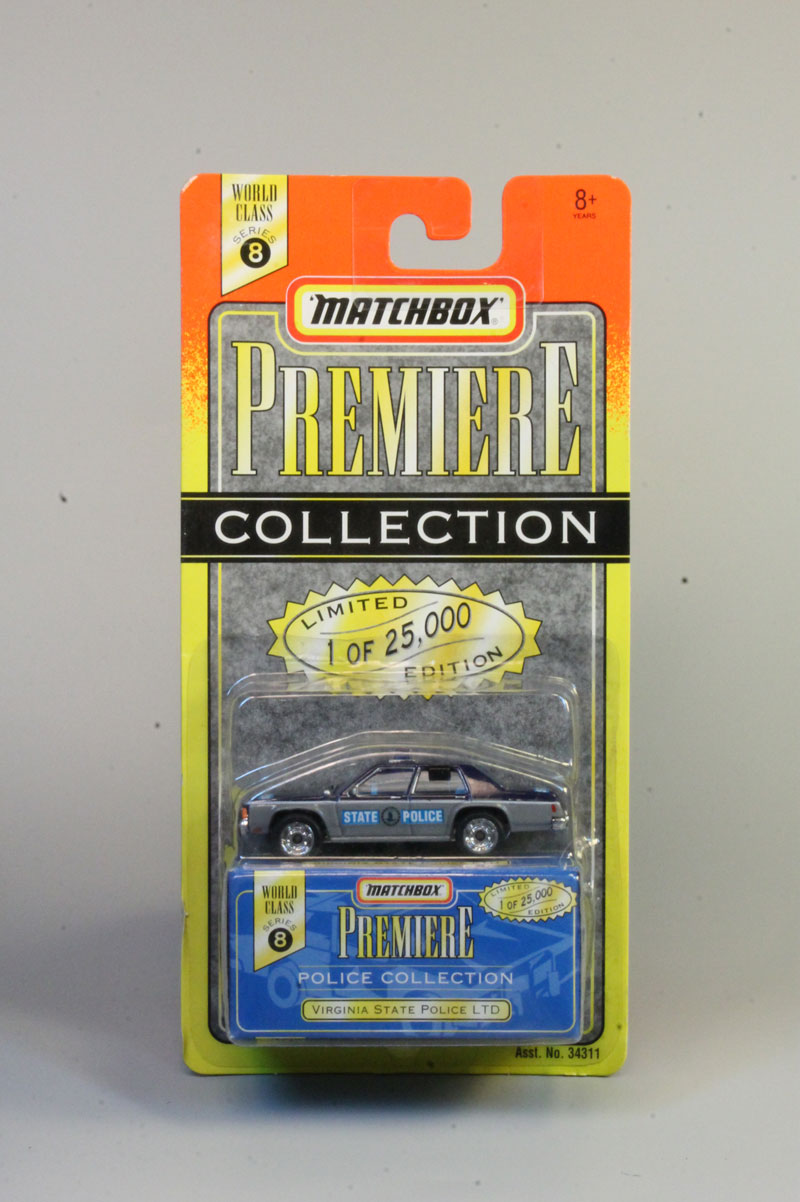 WORLD
CLASS
SERIES
8
8+
YEARS
MATCHBOX®
PREMIERE
COLLECTION
LIMITED
1 OF 25,000
EDITION
STATE POLICE
WORLD
CLASS
SERIES
8
MATCHBOX
LIMITED
1 OF 25,000
EDITION
PREMIERE
POLICE COLLECTION
VIRGINIA STATE POLICE LTD
Asst. No. 34311